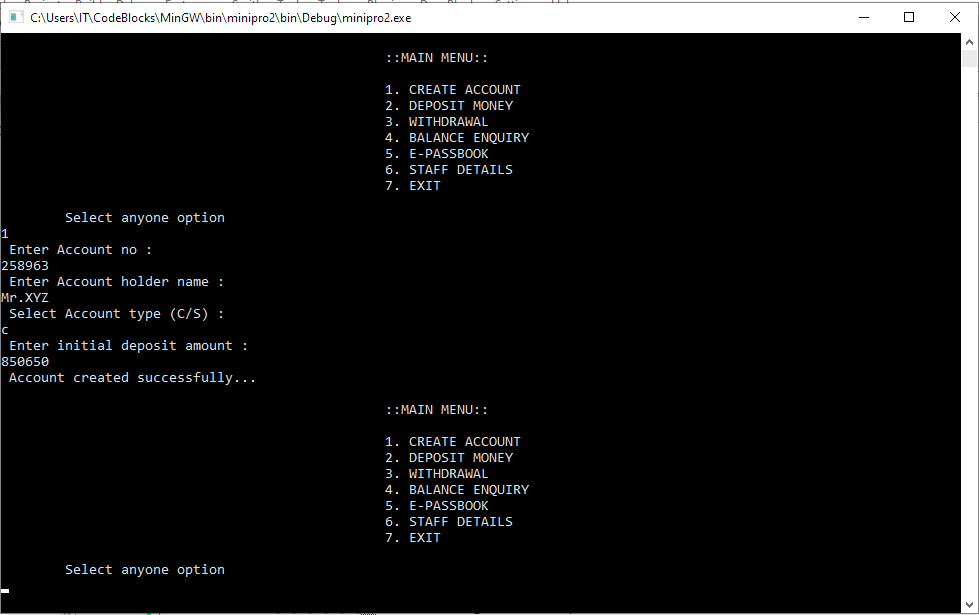 C:\Users\IT\CodeBlocks\MinGW\bin\minipro2\bin\Debug\minipro2.exe
::MAIN MENU::
1. CREATE ACCOUNT
2. DEPOSIT MONEY
3. WITHDRAWAL
4. BALANCE ENQUIRY
5. E-PASSBOOK
6. STAFF DETAILS
7. EXIT
Select anyone option
1
Enter Account no :
258963
Enter Account holder name :
Mr.XYZ
Select Account type (C/S) :
c
Enter initial deposit amount :
850650
Account created successfully...
::MAIN MENU::
1. CREATE ACCOUNT
2. DEPOSIT MONEY
3. WITHDRAWAL
4. BALANCE ENQUIRY
5. E-PASSBOOK
6. STAFF DETAILS
7. EXIT
Select anyone option